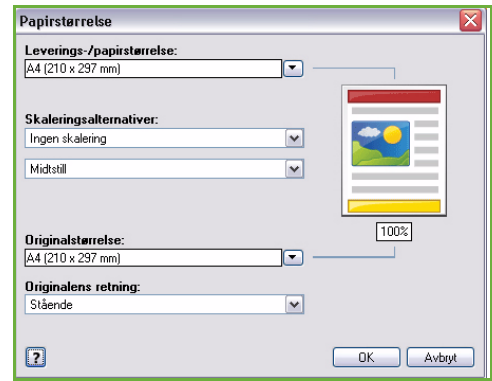 Papirstørrelse
Leverings-/papirstørrelse:
A4 (210 x 297 mm)
Skaleringsalternativer:
Ingen skalering
Midtstill
100%
Originalstørrelse:
A4 (210 x 297 mm)
Originalens retning:
Stående
?
OK
Avbryt